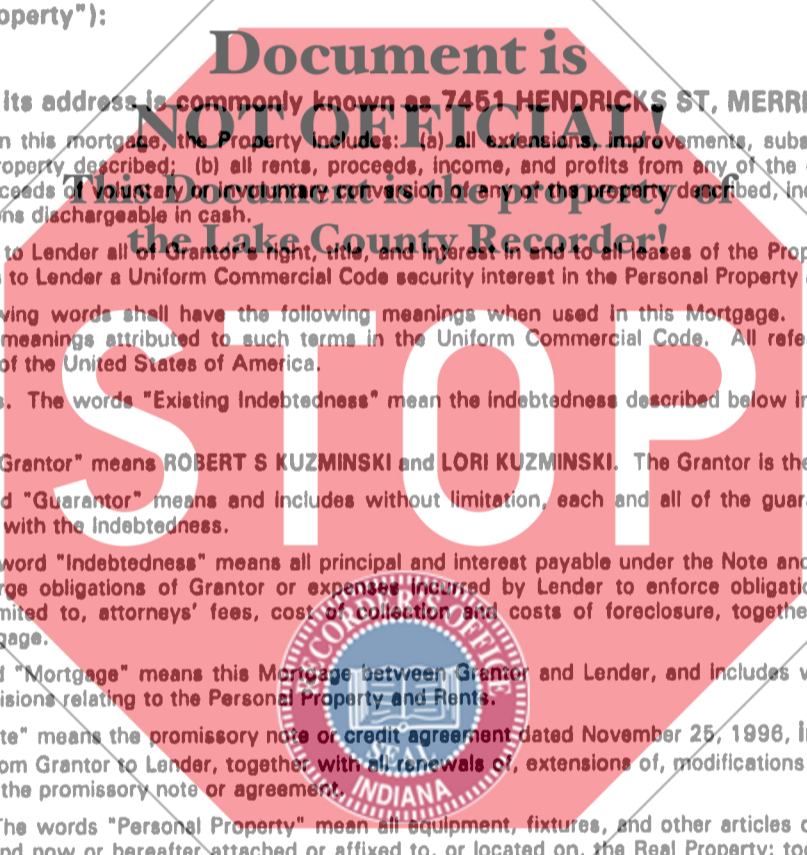 operty"):
Document is
its address is commonly known as 7451 HENDRICKS ST, MERRI
NOT OFFICIAL!
n this mortgage, the Property includes: (a) all extensions, improvements, subs
roperty described; (b) all rents, proceeds, income, and profits from any of the
This Document is the property of
ceeds of voluntary or involuntary conversion of any of the property described, in
ns dischargeable in cash.
the Lake County Recorder!
to Lender all of Grantor's right, title, and interest in and to all leases of the Prop
to Lender a Uniform Commercial Code security interest in the Personal Property
wing words shall have the following meanings when used in this Mortgage.
meanings attributed to such terms in the Uniform Commercial Code. All refe
of the United States of America.
STOP
s. The words "Existing Indebtedness" mean the indebtedness described below in
Grantor" means ROBERT S KUZMINSKI and LORI KUZMINSKI. The Grantor is the
d "Guarantor" means and includes without limitation, each and all of the guar
with the Indebtedness.
word "Indebtedness" means all principal and interest payable under the Note and
rge obligations of Grantor or expenses incurred by Lender to enforce obligati
mited to, attorneys' fees, cost of collection and costs of foreclosure, togethe
gage.
d "Mortgage" means this Mortgage between Grantor and Lender, and includes w
isions relating to the Personal Property and Rents.
te" means the promissory note or credit agreement dated November 25, 1996, in
om Grantor to Lender, together with all renewals of, extensions of, modifications
the promissory note or agreement.
RECORDER'S OFFICE
SEAL
INDIANA
The words "Personal Property" mean all equipment, fixtures, and other articles o
nd now or hereafter attached or affixed to, or located on, the Real Property; to